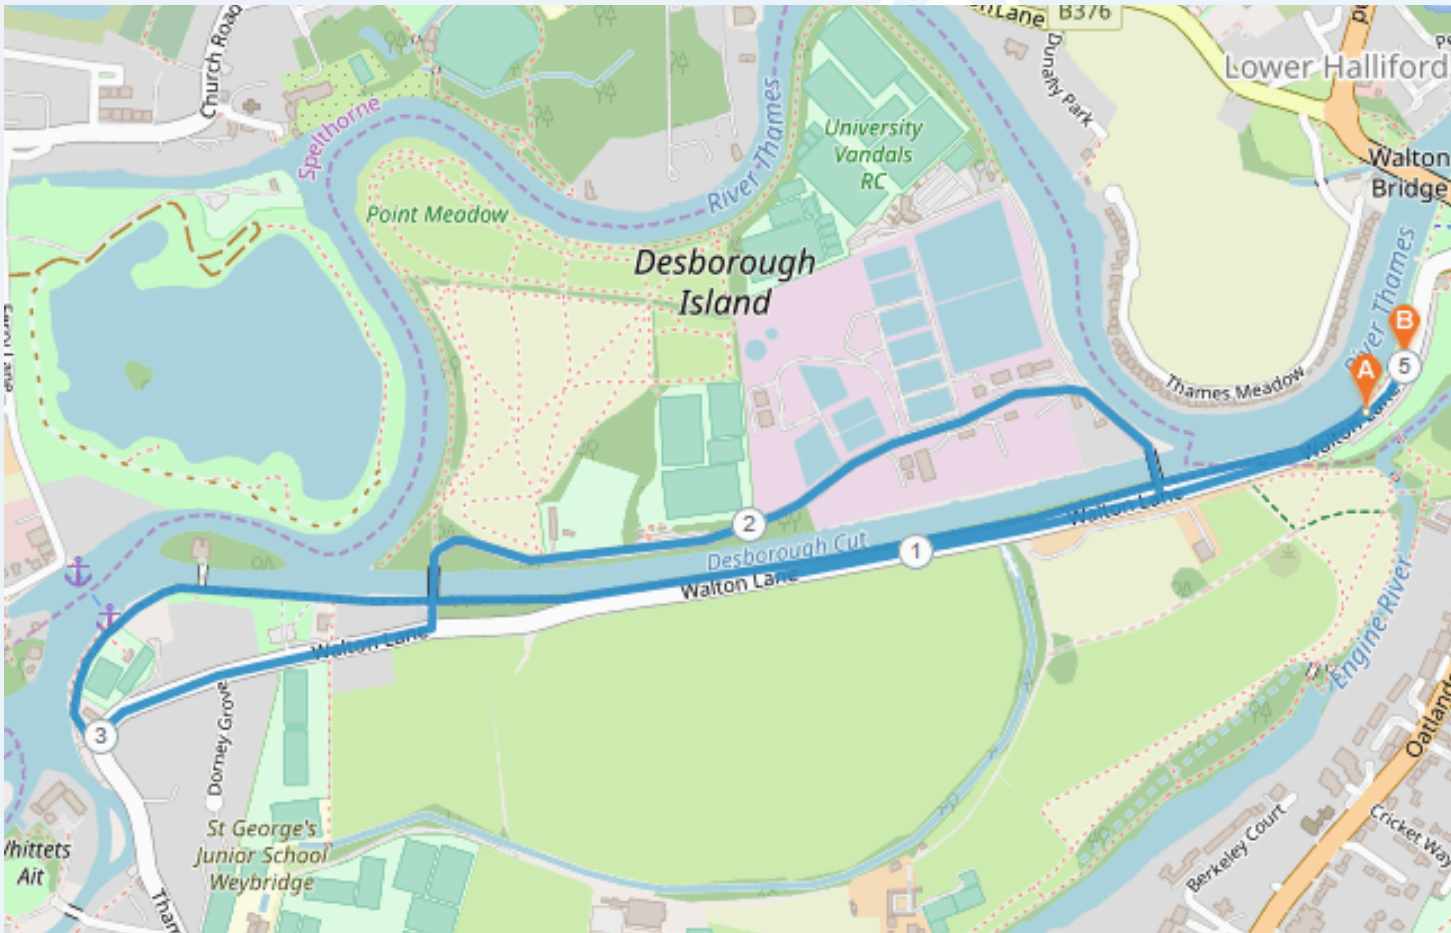 Church Road
Spelthorne
River Thames
Dunally Park
B376
Lower Halliford
Walton
Bridge
University
Vandals
RC
Point Meadow
Desborough
Island
River Thames
B
A
5
Thames Meadow
Walton Lane
Walton Lane
2
Desborough Cut
1
Walton Lane
Walton Lane
Engine River
3
Dorney Grove
St George's
Junior School
Weybridge
Ait
Berkeley Court
Cricket Way